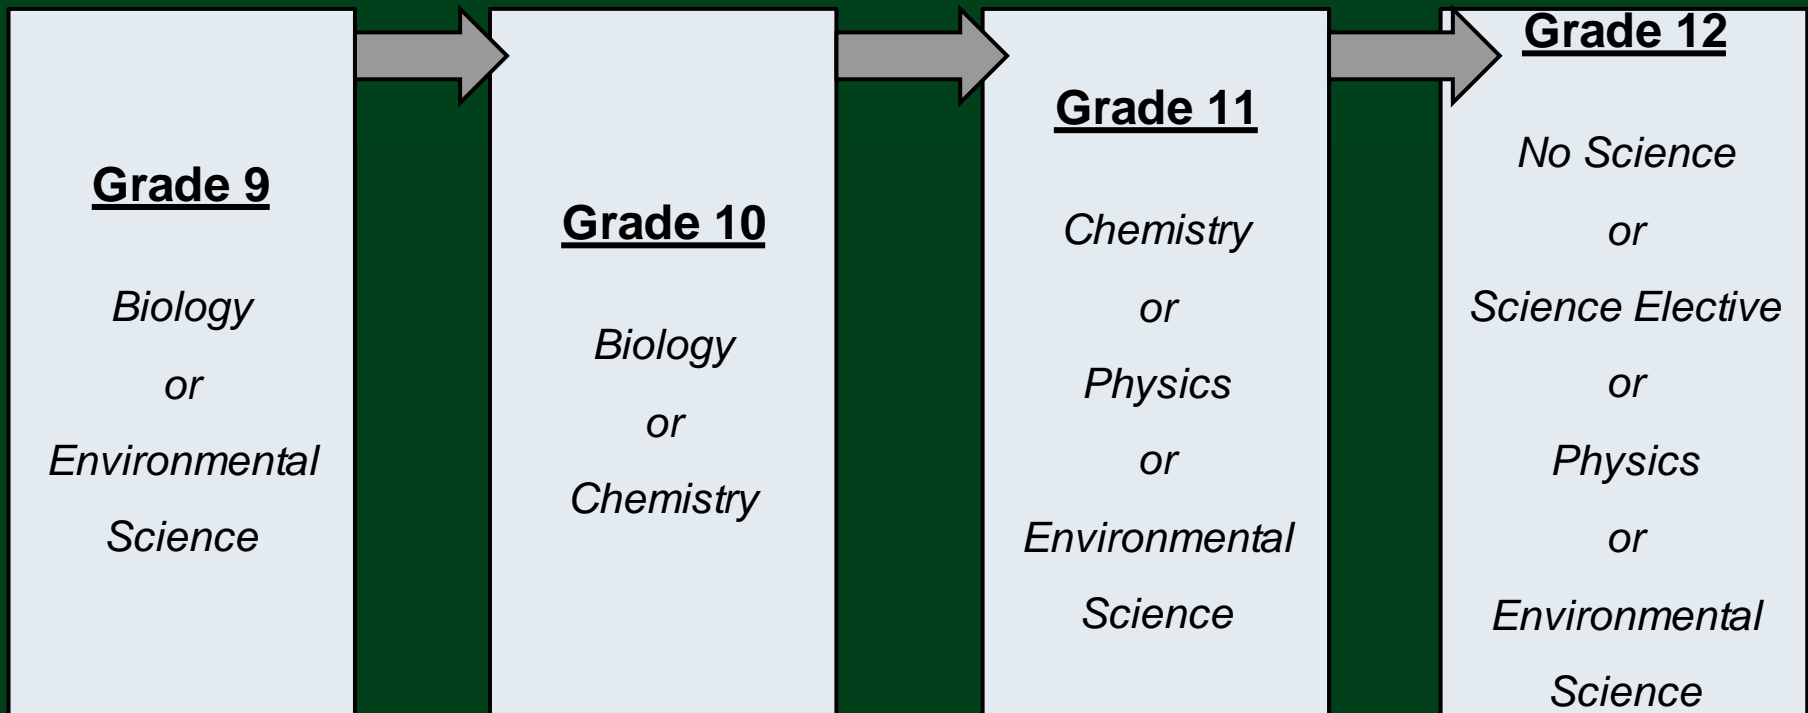 Grade 9
Biology
or
Environmental
Science
Grade 10
Biology
or
Chemistry
Grade 11
Chemistry
or
Physics
or
Environmental
Science
Grade 12
No Science
or
Science Elective
or
Physics
or
Environmental
Science